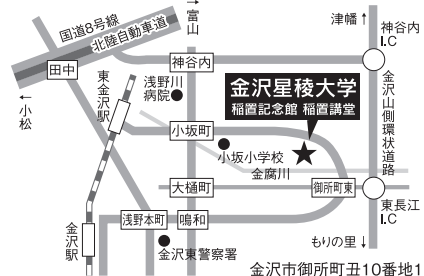 国道8号線
北陸自動車道
→
富山
津幡↑
神谷内
I.C
田中
神谷内
東金沢駅
浅野川
病院
金沢星稜大学
稲置記念館 稲置講堂
金沢山側環状道路
←
小松
小坂町
小坂小学校
金腐川
大樋町
御所町東
東長江
I.C
金沢駅
浅野本町
鳴和
金沢東警察署
もりの里↓
金沢市御所町丑10番地1